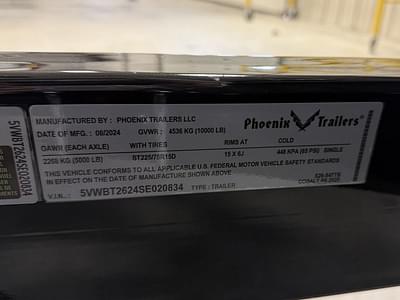 MANUFACTURED BY : PHOENIX TRAILERS LLC
Phoenix Trailers®
DATE OF MFG. : 08/2024 GVWR : 4536 KG (10000 LB)
GAWR (EACH AXLE) WITH TIRES RIMS AT COLD
2268 KG (5000 LB) ST225/75R15D 15 X 6J 448 KPA (65 PSI) SINGLE
THIS VEHICLE CONFORMS TO ALL APPLICABLE U.S. FEDERAL MOTOR VEHICLE SAFETY STANDARDS
IN EFFECT ON THE DATE OF MANUFACTURE SHOWN ABOVE
V.I.N. : 5VWBT2624SE020834 TYPE : TRAILER
5VWBT2624SE020834